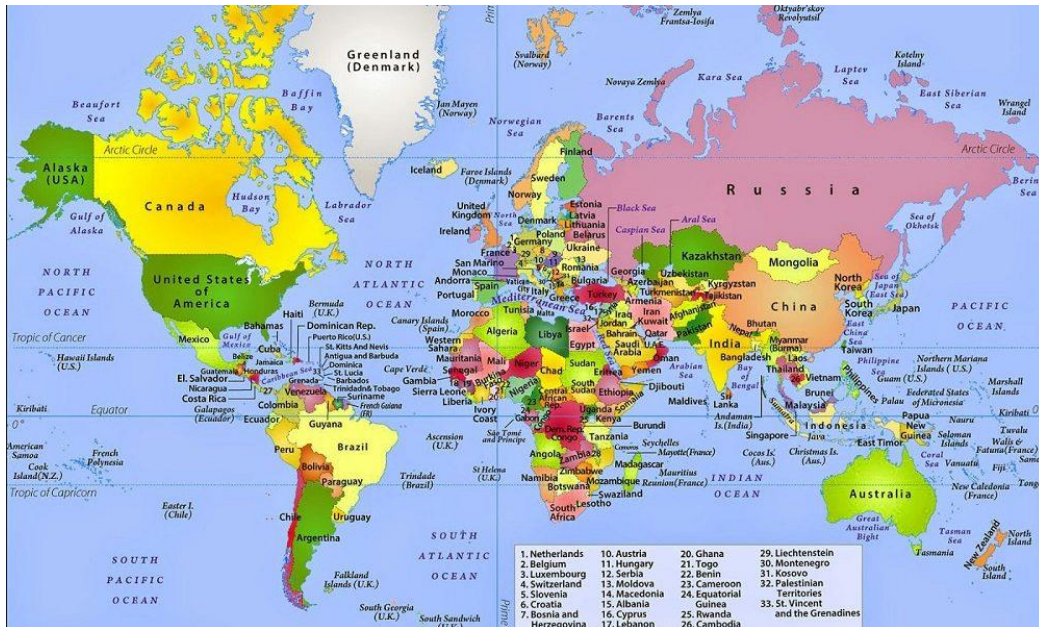 Zemlya
Frantsa-Iosifa
Oktyabr'skoy
Revolyutsii
Greenland
(Denmark)
Svalbard
(Norway)
Kara Sea
Laptev
Sea
Kotelny
Island
Novaya Zemlya
Beaufort
Sea
Baffin
Bay
Jan Mayen
(Norway)
Norwegian
Sea
Barents
Sea
East Siberian
Sea
Wrangel
Island
Arctic Circle
Arctic Circle
Alaska
(USA)
Iceland
Faroe Islands
(Denmark)
Finland
Sweden
Norway
Russia
Canada
Hudson
Bay
Labrador
Sea
Gulf of
Alaska
United
Kingdom
North
Sea
Ireland
Estonia
Latvia
Lithuania
Denmark
Belarus
Poland
Germany
Ukraine
France
Black Sea
Caspian Sea
Aral Sea
Sea of
Okhotsk
Kazakhstan
Mongolia
San Marino
Monaco
Andorra
Vatican
City
Italy
Romania
Bulgaria
Georgia
Azerbaijan
Uzbekistan
Kyrgyzstan
Turkmenistan
Tajikistan
Armenia
North
Korea
South
Korea
Sea of
Japan
(East Sea)
Japan
China
NORTH
PACIFIC
OCEAN
United States
of
America
NORTH
ATLANTIC
OCEAN
Portugal
Spain
Greece
Turkey
Mediterranean Sea
Malta
Tunisia
Morocco
Canary Islands
(Spain)
Algeria
Libya
Israel
Egypt
Syria
Iraq
Jordan
Iran
Kuwait
Bahrain
Qatar
Saudi
Arabia
UAE
Oman
Yemen
Afghanistan
Pakistan
India
Nepal
Bhutan
Bangladesh
Myanmar
(Burma)
Laos
Thailand
Vietnam
East
China
Sea
Taiwan
PACIFIC
OCEAN
Bermuda
(U.K.)
Haiti
Bahamas
Dominican Rep.
Puerto Rico(U.S.)
St. Kitts And Nevis
Antigua and Barbuda
Dominica
33
St. Lucia
Barbados
Trinidad& Tobago
Grenada
Tropic of Cancer
Hawaii Islands
(U.S.)
Mexico
Gulf of
Mexico
Cuba
Jamaica
Belize
Guatemala
Honduras
Caribbean Sea
El. Salvador
Nicaragua
Costa Rica
27
Venezuela
Suriname
French Guiana
(FR)
Colombia
Guyana
Galapagos
(Ecuador)
Ecuador
Western
Sahara
Mauritania
Mali
Niger
Chad
Sudan
Eritrea
Cape Verde
Senegal
Gambia
Sierra Leone
Liberia
Burkina
Ivory
Coast
Nigeria
Central
African
Rep.
South
Sudan
Ethiopia
Djibouti
Somalia
Uganda
Kenya
Gabon
Sao Tpme
and Principe
Dem.Rep.
Congo
Burundi
Tanzania
Seychelles
Arabian
Sea
Bay
of
Bengal
Maldives
Sri
Lanka
Andaman
Is.(India)
Philippines
Philippine
Sea
Northern Mariana
Islands ( U.S.)
Guam (U.S.)
Palau
Federated States
of Micronesia
Marshall
Islands
Brunei
Malaysia
Sumatra
Singapore
Indonesia
Java
East Timor
Papua
New
Guinea
Kiribati
Equator
0°
0°
Kiribati
Nauru
Tuvalu
Solomon
Islands
Walis &
Fatuna(France)
American
Samoa
French
Polynesia
Cook
Island(N.Z.)
Peru
Brazil
Bolivia
Paraguay
Ascension
(U.K.)
St Helena
(U.K.)
Trindade
(Brazil)
Angola
Zambia
Comoros
Mayotte(France)
Zimbabwe
Mozambique
Madagascar
Mauritius
Reunion(France)
Namibia
Botswana
Swaziland
Lesotho
South
Africa
Cocos Is.
(Aus.)
Christmas Is.
(Aus.)
INDIAN
OCEAN
Coral
Sea
Vanuatu
Fiji
New Caledonia
(France)
Tropic of Capricorn
Easter I.
(Chile)
Chile
Argentina
Uruguay
Australia
Great
Australian
Bight
Tasman
Sea
Tasmania
New Zealand
North
Island
South
Island
SOUTH
PACIFIC
OCEAN
SOUTH
ATLANTIC
OCEAN
Falkland
Islands (U.K.)
South Georgia
(U.K.)
South Sandwich
Prime
1. Netherlands
2. Belgium
3. Luxembourg
4. Switzerland
5. Slovenia
6. Croatia
7. Bosnia and
Herzegovina
10. Austria
11. Hungary
12. Serbia
13. Moldova
14. Macedonia
15. Albania
16. Cyprus
17. Lebanon
20. Ghana
21. Togo
22. Benin
23. Cameroon
24. Equatorial
Guinea
25. Rwanda
26. Cambodia
29. Liechtenstein
30. Montenegro
31. Kosovo
32. Palestinian
Territories
33. St. Vincent
and the Grenadines